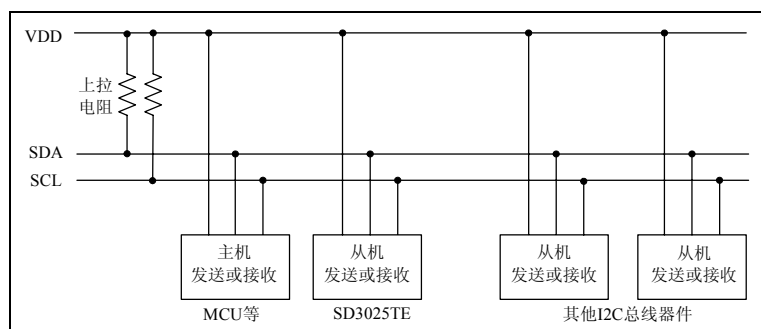 VDD
上拉
电阻
SDA
SCL
主机
发送或接收
从机
发送或接收
从机
发送或接收
从机
发送或接收
MCU等
SD3025TE
其他I2C总线器件